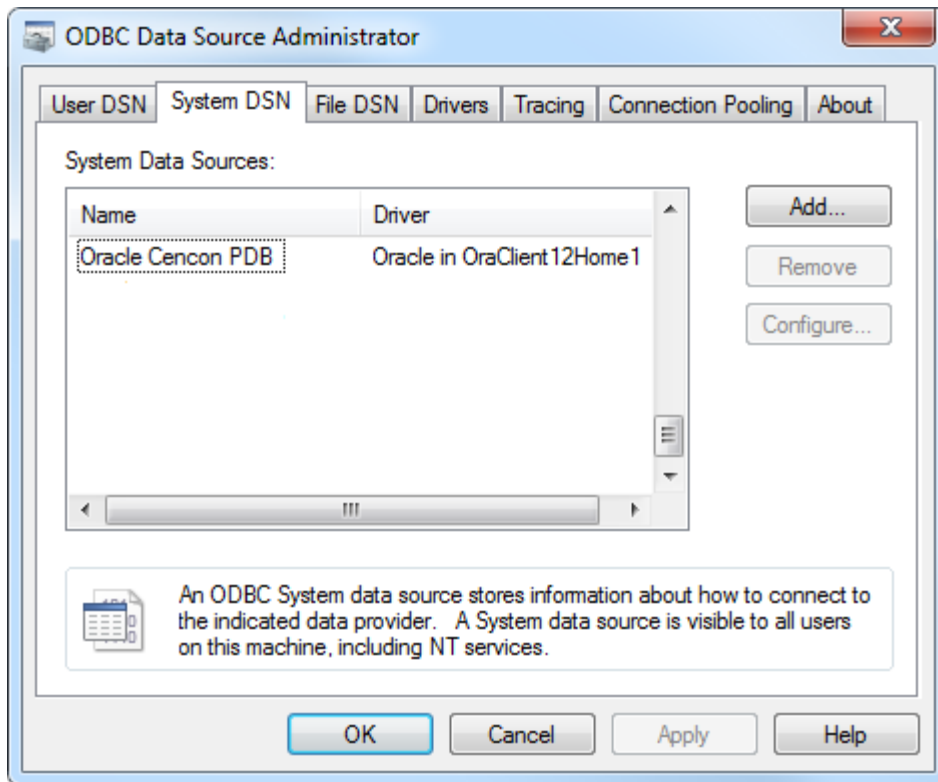 ODBC Data Source Administrator
User DSN System DSN File DSN Drivers Tracing Connection Pooling About
System Data Sources:
Name Driver
Oracle Cencon PDB Oracle in OraClient12Home1
Add...
Remove
Configure...
An ODBC System data source stores information about how to connect to
the indicated data provider. A System data source is visible to all users
on this machine, including NT services.
OK Cancel Apply Help